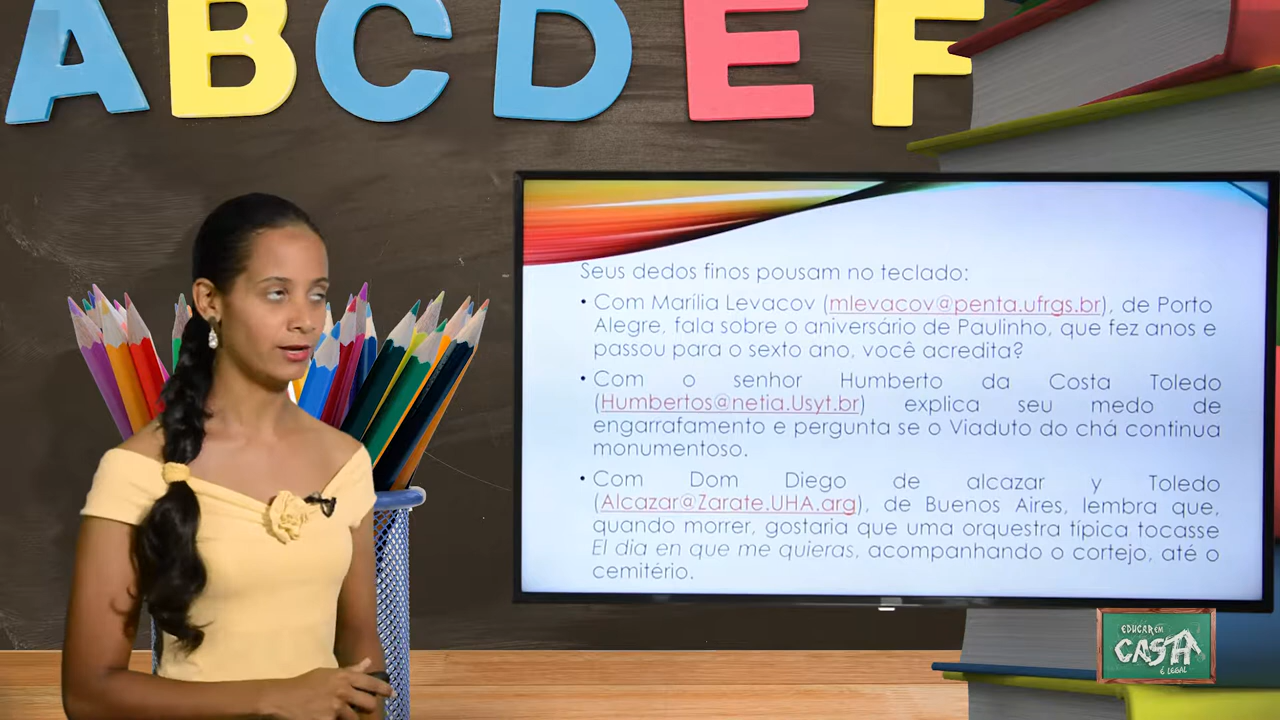 A B C D E F
Seus dedos finos pousam no teclado:
• Com Marília Levacov (mlevacov@penta.ufrgs.br), de Porto
Alegre, fala sobre o aniversário de Paulinho, que fez anos e
passou para o sexto ano, você acredita?
• Com o senhor Humberto da Costa Toledo
(Humbertos@netia.Usyt.br) explica seu medo de
engarrafamento e pergunta se o Viaduto do chá continua
monumentoso.
• Com Dom Diego de alcazar y Toledo
(Alcazar@Zarate.UHA.arg), de Buenos Aires, lembra que,
quando morrer, gostaria que uma orquestra típica tocasse
El dia en que me quieras, acompanhando o cortejo, até o
cemitério.
EDUCAR EM
CASA
É LEGAL